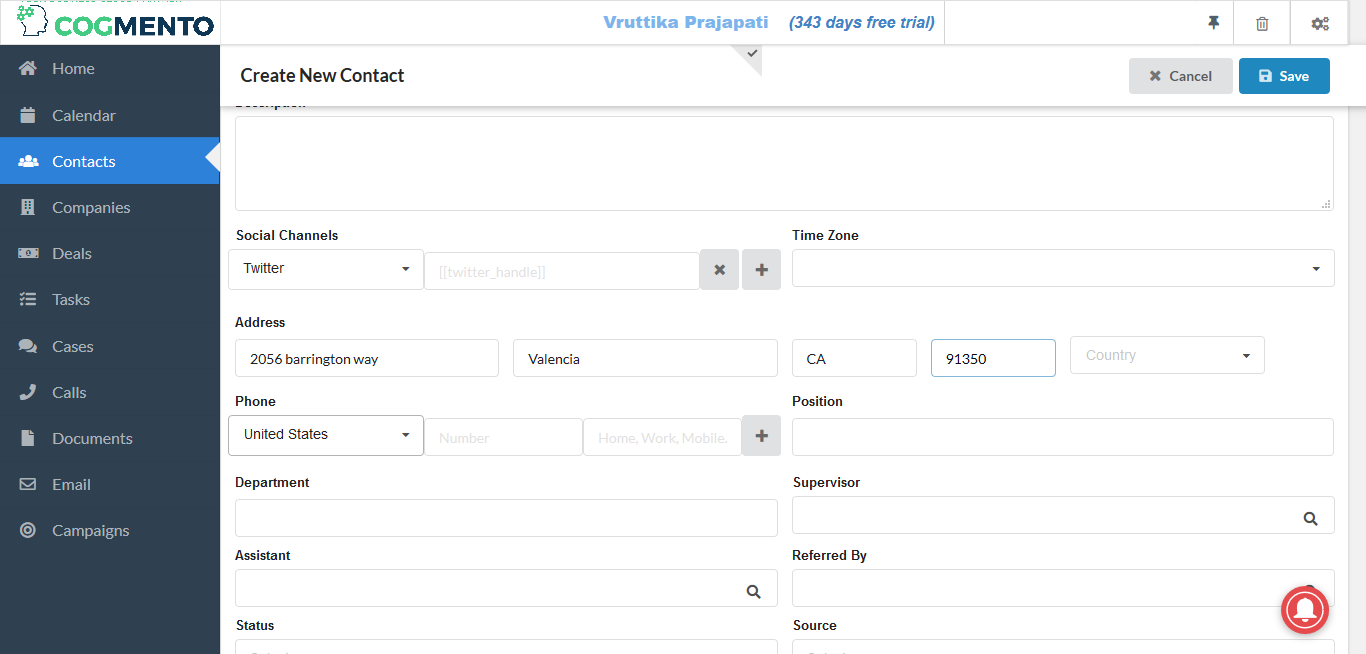 COGMENTO
Vruttika Prajapati (343 days free trial)
Home
Calendar
Contacts
Companies
Deals
Tasks
Cases
Calls
Documents
Email
Campaigns
Create New Contact
Cancel
Save
Description
Social Channels
Time Zone
Twitter
[[twitter_handle]]
Address
2056 barrington way
Valencia
CA
91350
Country
Phone
Position
United States
Number
Home, Work, Mobile.
Department
Supervisor
Assistant
Referred By
Status
Source